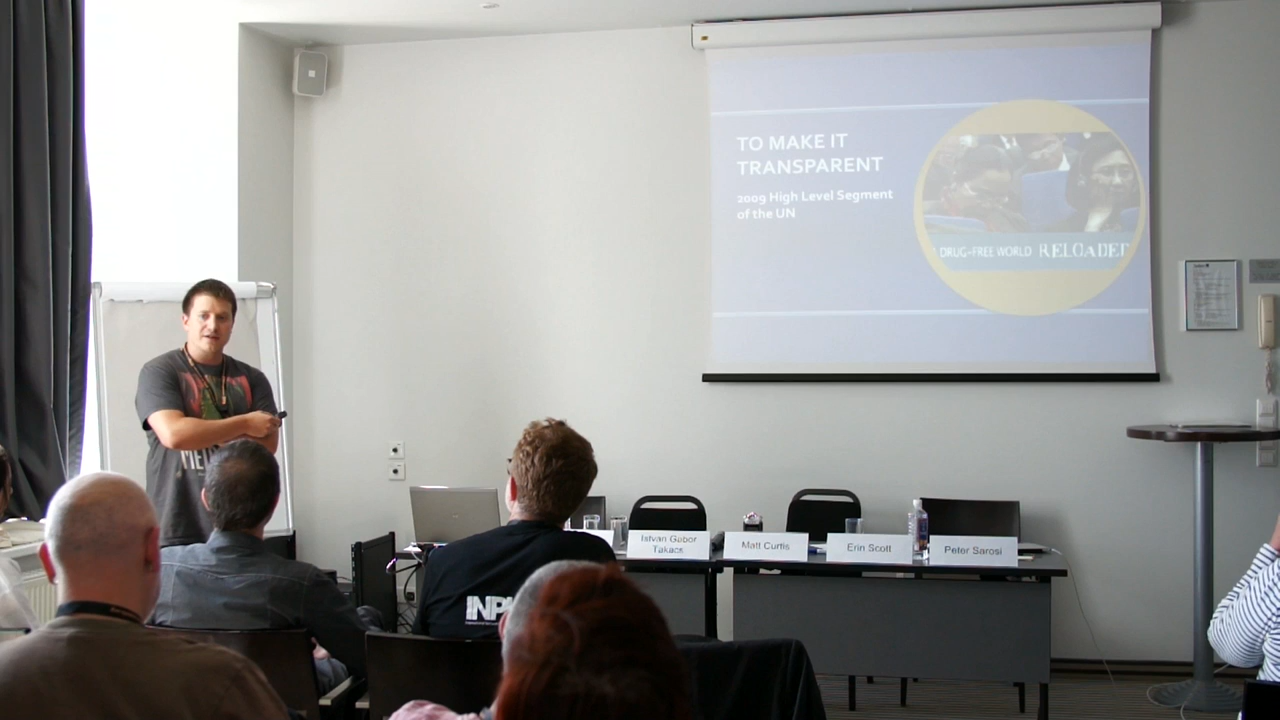 TO MAKE IT
TRANSPARENT
2009 High Level Segment
of the UN
DRUG-FREE WORLD RELOADED
Istvan Gabor
Takacs
Matt Curtis
Erin Scott
Peter Sarosi
INP